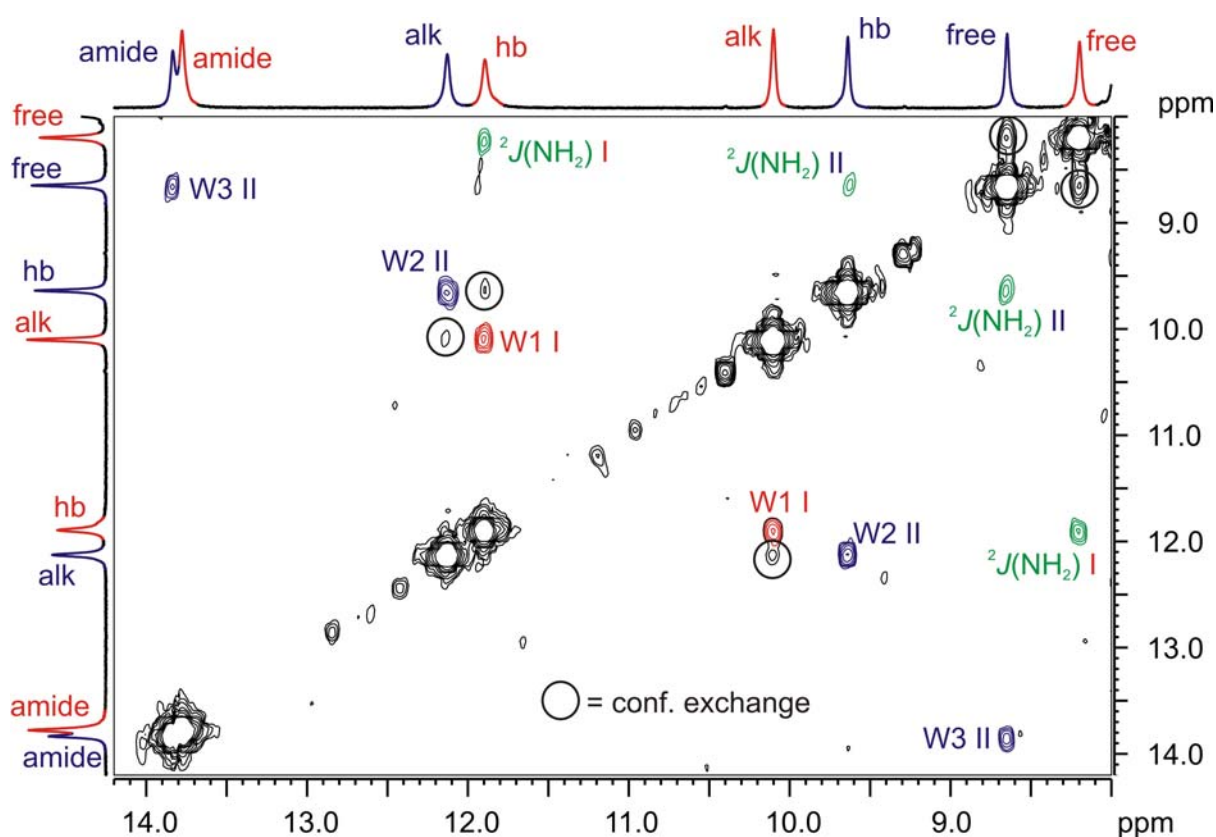 amide
amide
alk
hb
alk
hb
free
free
ppm
free
free
hb
alk
hb
alk
amide
amide
²J(NH₂) I
²J(NH₂) II
W3 II
W2 II
W1 I
²J(NH₂) II
W1 I
W2 II
²J(NH₂) I
W3 II
= conf. exchange
9.0
10.0
11.0
12.0
13.0
14.0
14.0 13.0 12.0 11.0 10.0 9.0 ppm